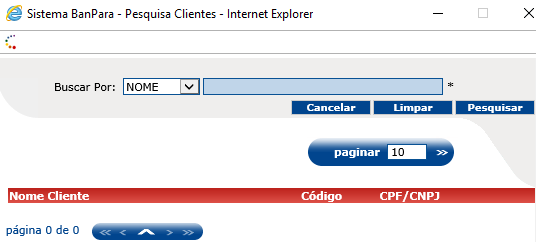 Sistema BanPara - Pesquisa Clientes - Internet Explorer
Buscar Por: NOME *
Cancelar Limpar Pesquisar
paginar 10 >>
Nome Cliente Código CPF/CNPJ
página 0 de 0 << < > >>